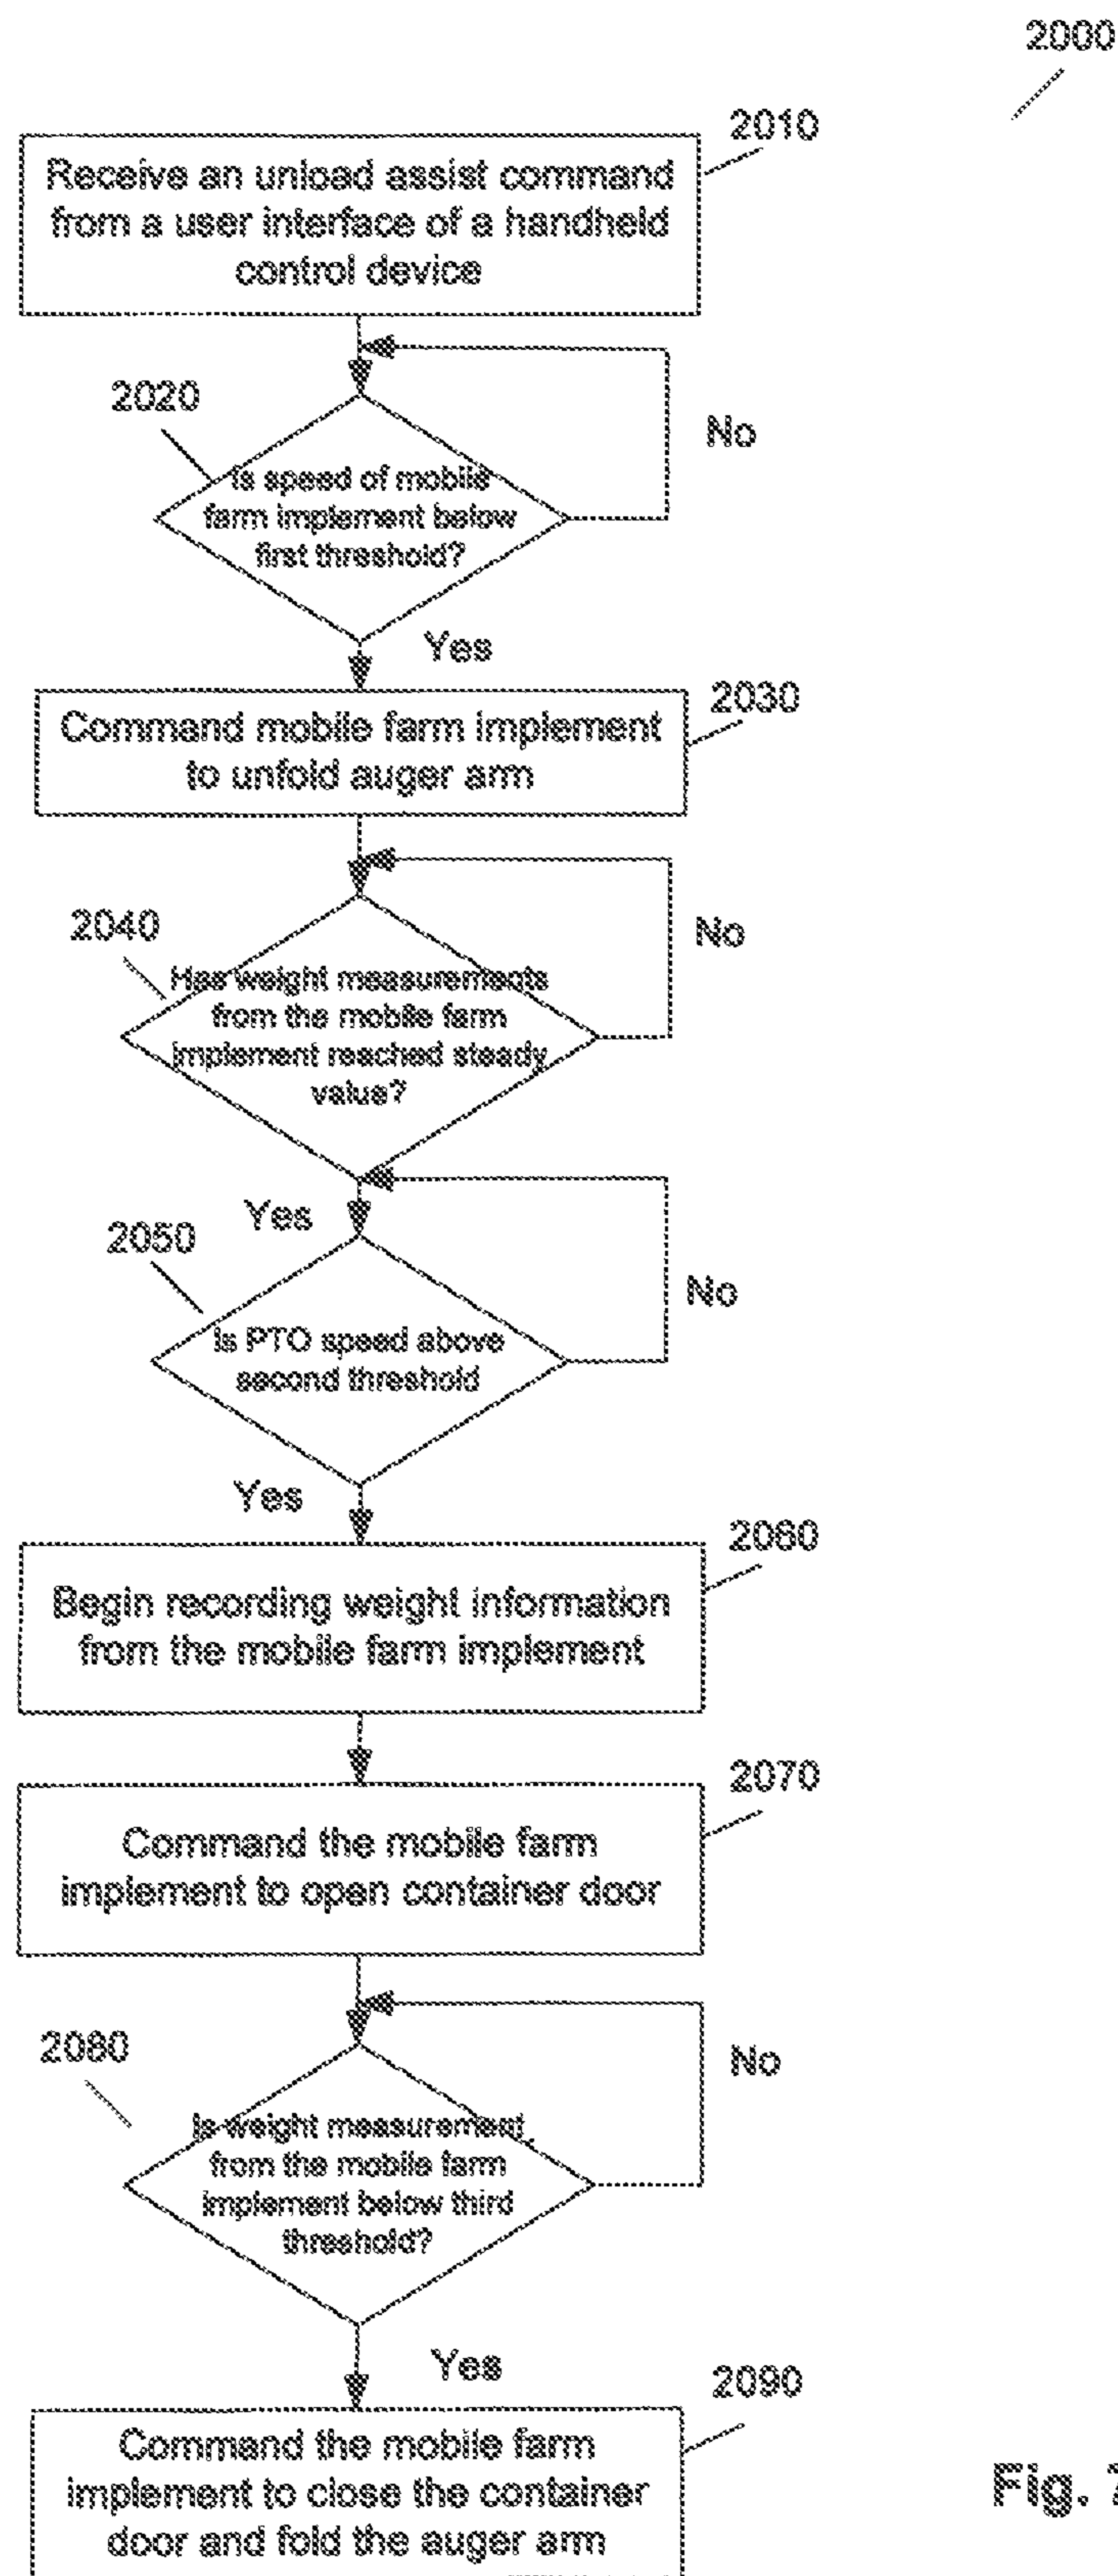 2000
2010
Receive an unload assist command
from a user interface of a handheld
control device
2020
No
Is speed of mobile
farm implement below
first threshold?
Yes
2030
Command mobile farm implement
to unfold auger arm
2040
No
Has weight measurements
from the mobile farm
implement reached steady
value?
Yes
2050
No
Is PTO speed above
second threshold
Yes
2060
Begin recording weight information
from the mobile farm implement
2070
Command the mobile farm
implement to open container door
2080
No
Is weight measurement
from the mobile farm
implement below third
threshold?
Yes
2090
Command the mobile farm
implement to close the container
door and fold the auger arm
Fig. 7